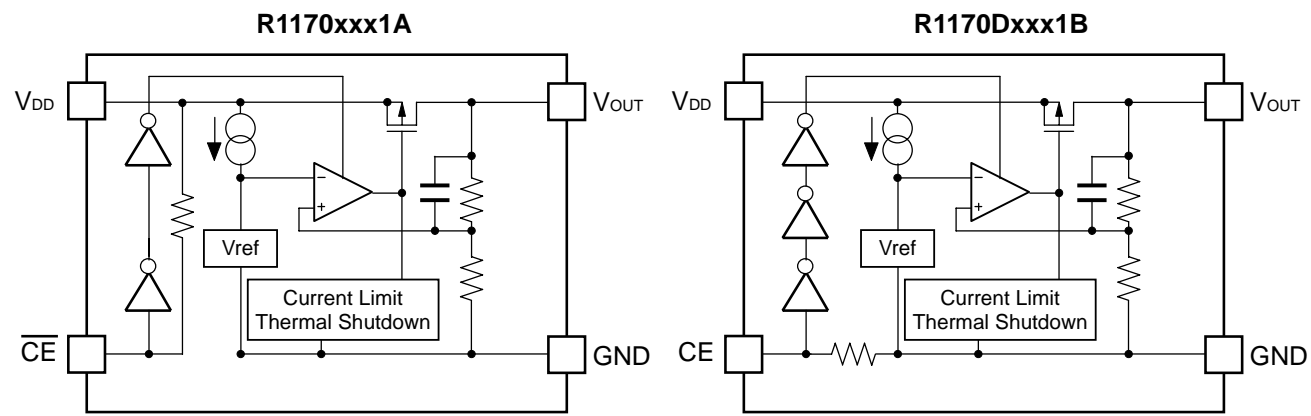 R1170xxx1A
VDD
VOUT
−
+
Vref
Current Limit
Thermal Shutdown
C̅E̅
GND
R1170Dxxx1B
VDD
VOUT
−
+
Vref
Current Limit
Thermal Shutdown
CE
GND